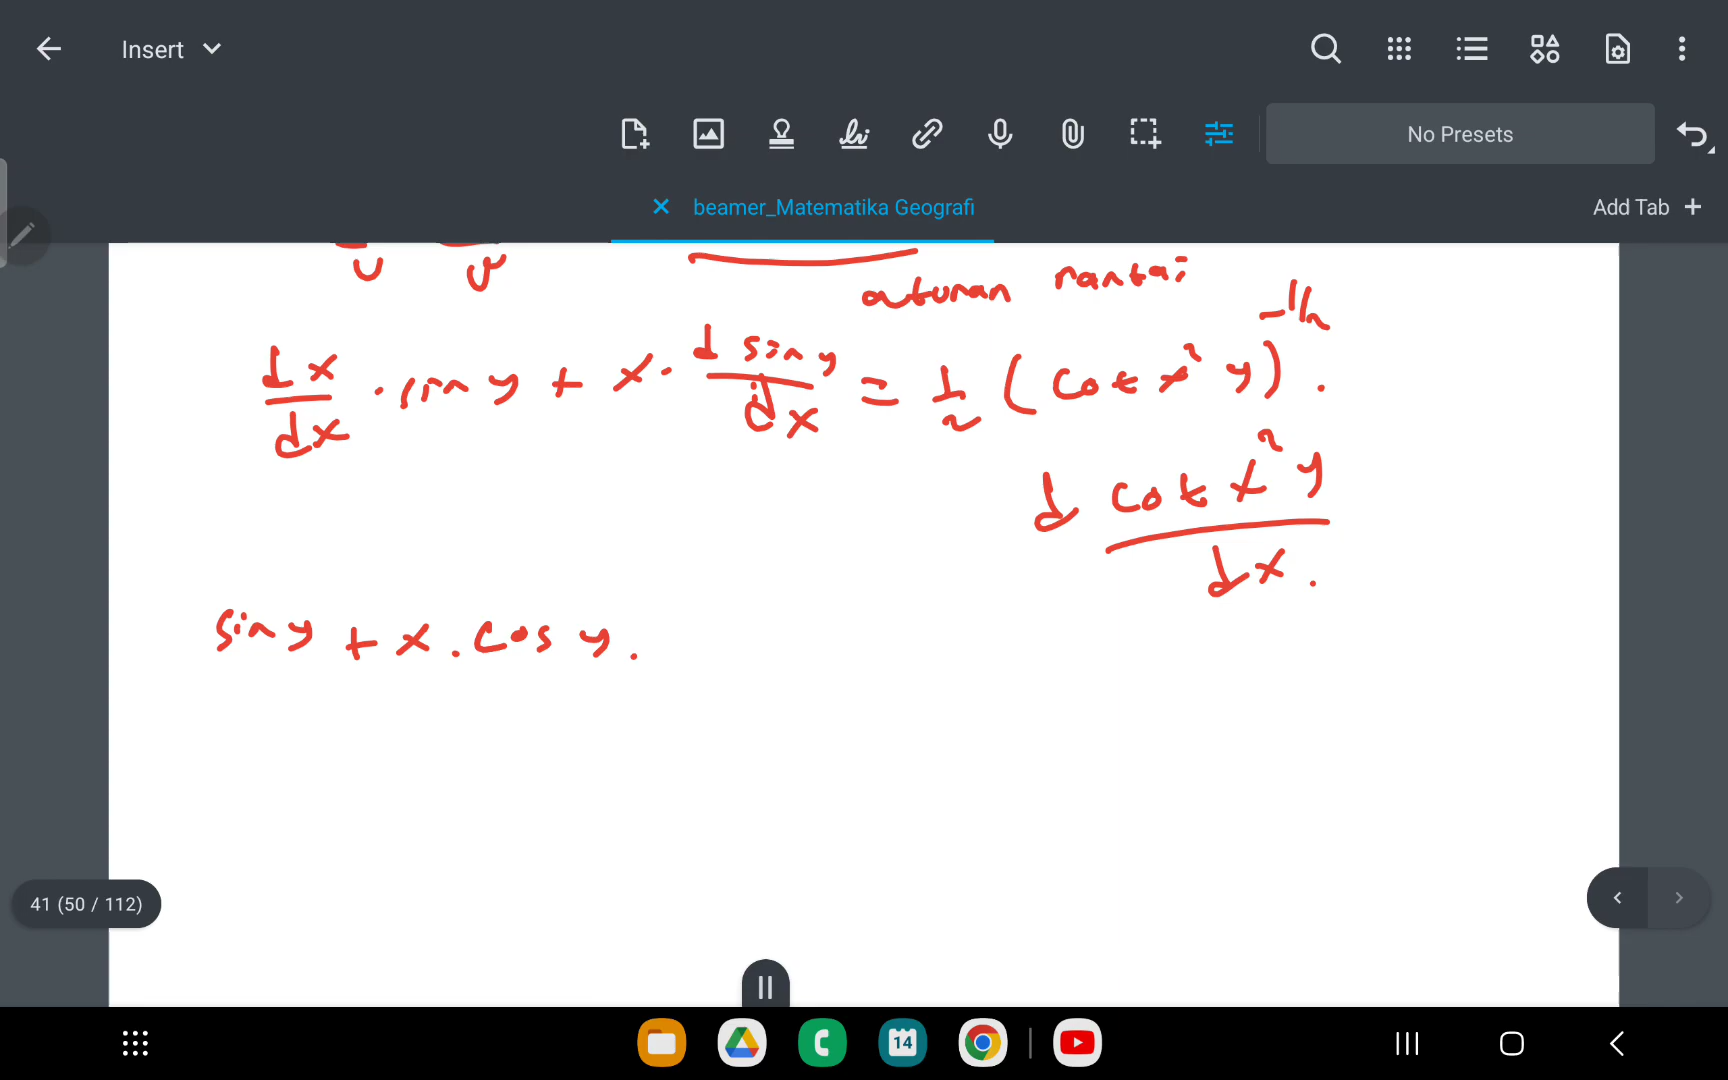 Insert
No Presets
beamer_Matematika Geografi
Add Tab +
U V
aturan rantai
dx/dx · sin y + x · d sin y/dx = 1/2 (cot x² y)^-1/2 .
d cot x² y / dx .
sin y + x . cos y .
41 (50 / 112)
14